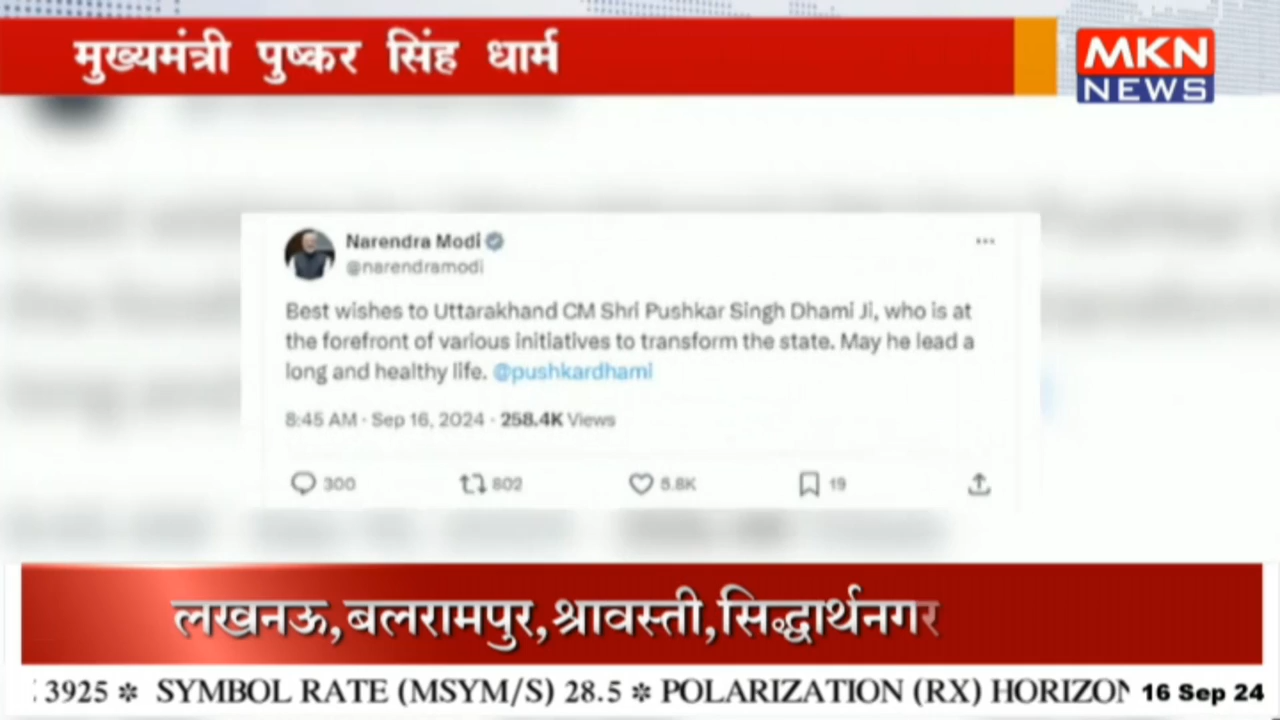 मुख्यमंत्री पुष्कर सिंह धार्म
MKN
NEWS
Narendra Modi
@narendramodi
Best wishes to Uttarakhand CM Shri Pushkar Singh Dhami Ji, who is at
the forefront of various initiatives to transform the state. May he lead a
long and healthy life. @pushkardhami
8:45 AM · Sep 16, 2024 · 258.4K Views
300 802 5.8K 19
लखनऊ,बलरामपुर,श्रावस्ती,सिद्धार्थनगर
: 3925 ✻ SYMBOL RATE (MSYM/S) 28.5 ✻ POLARIZATION (RX) HORIZON 16 Sep 24